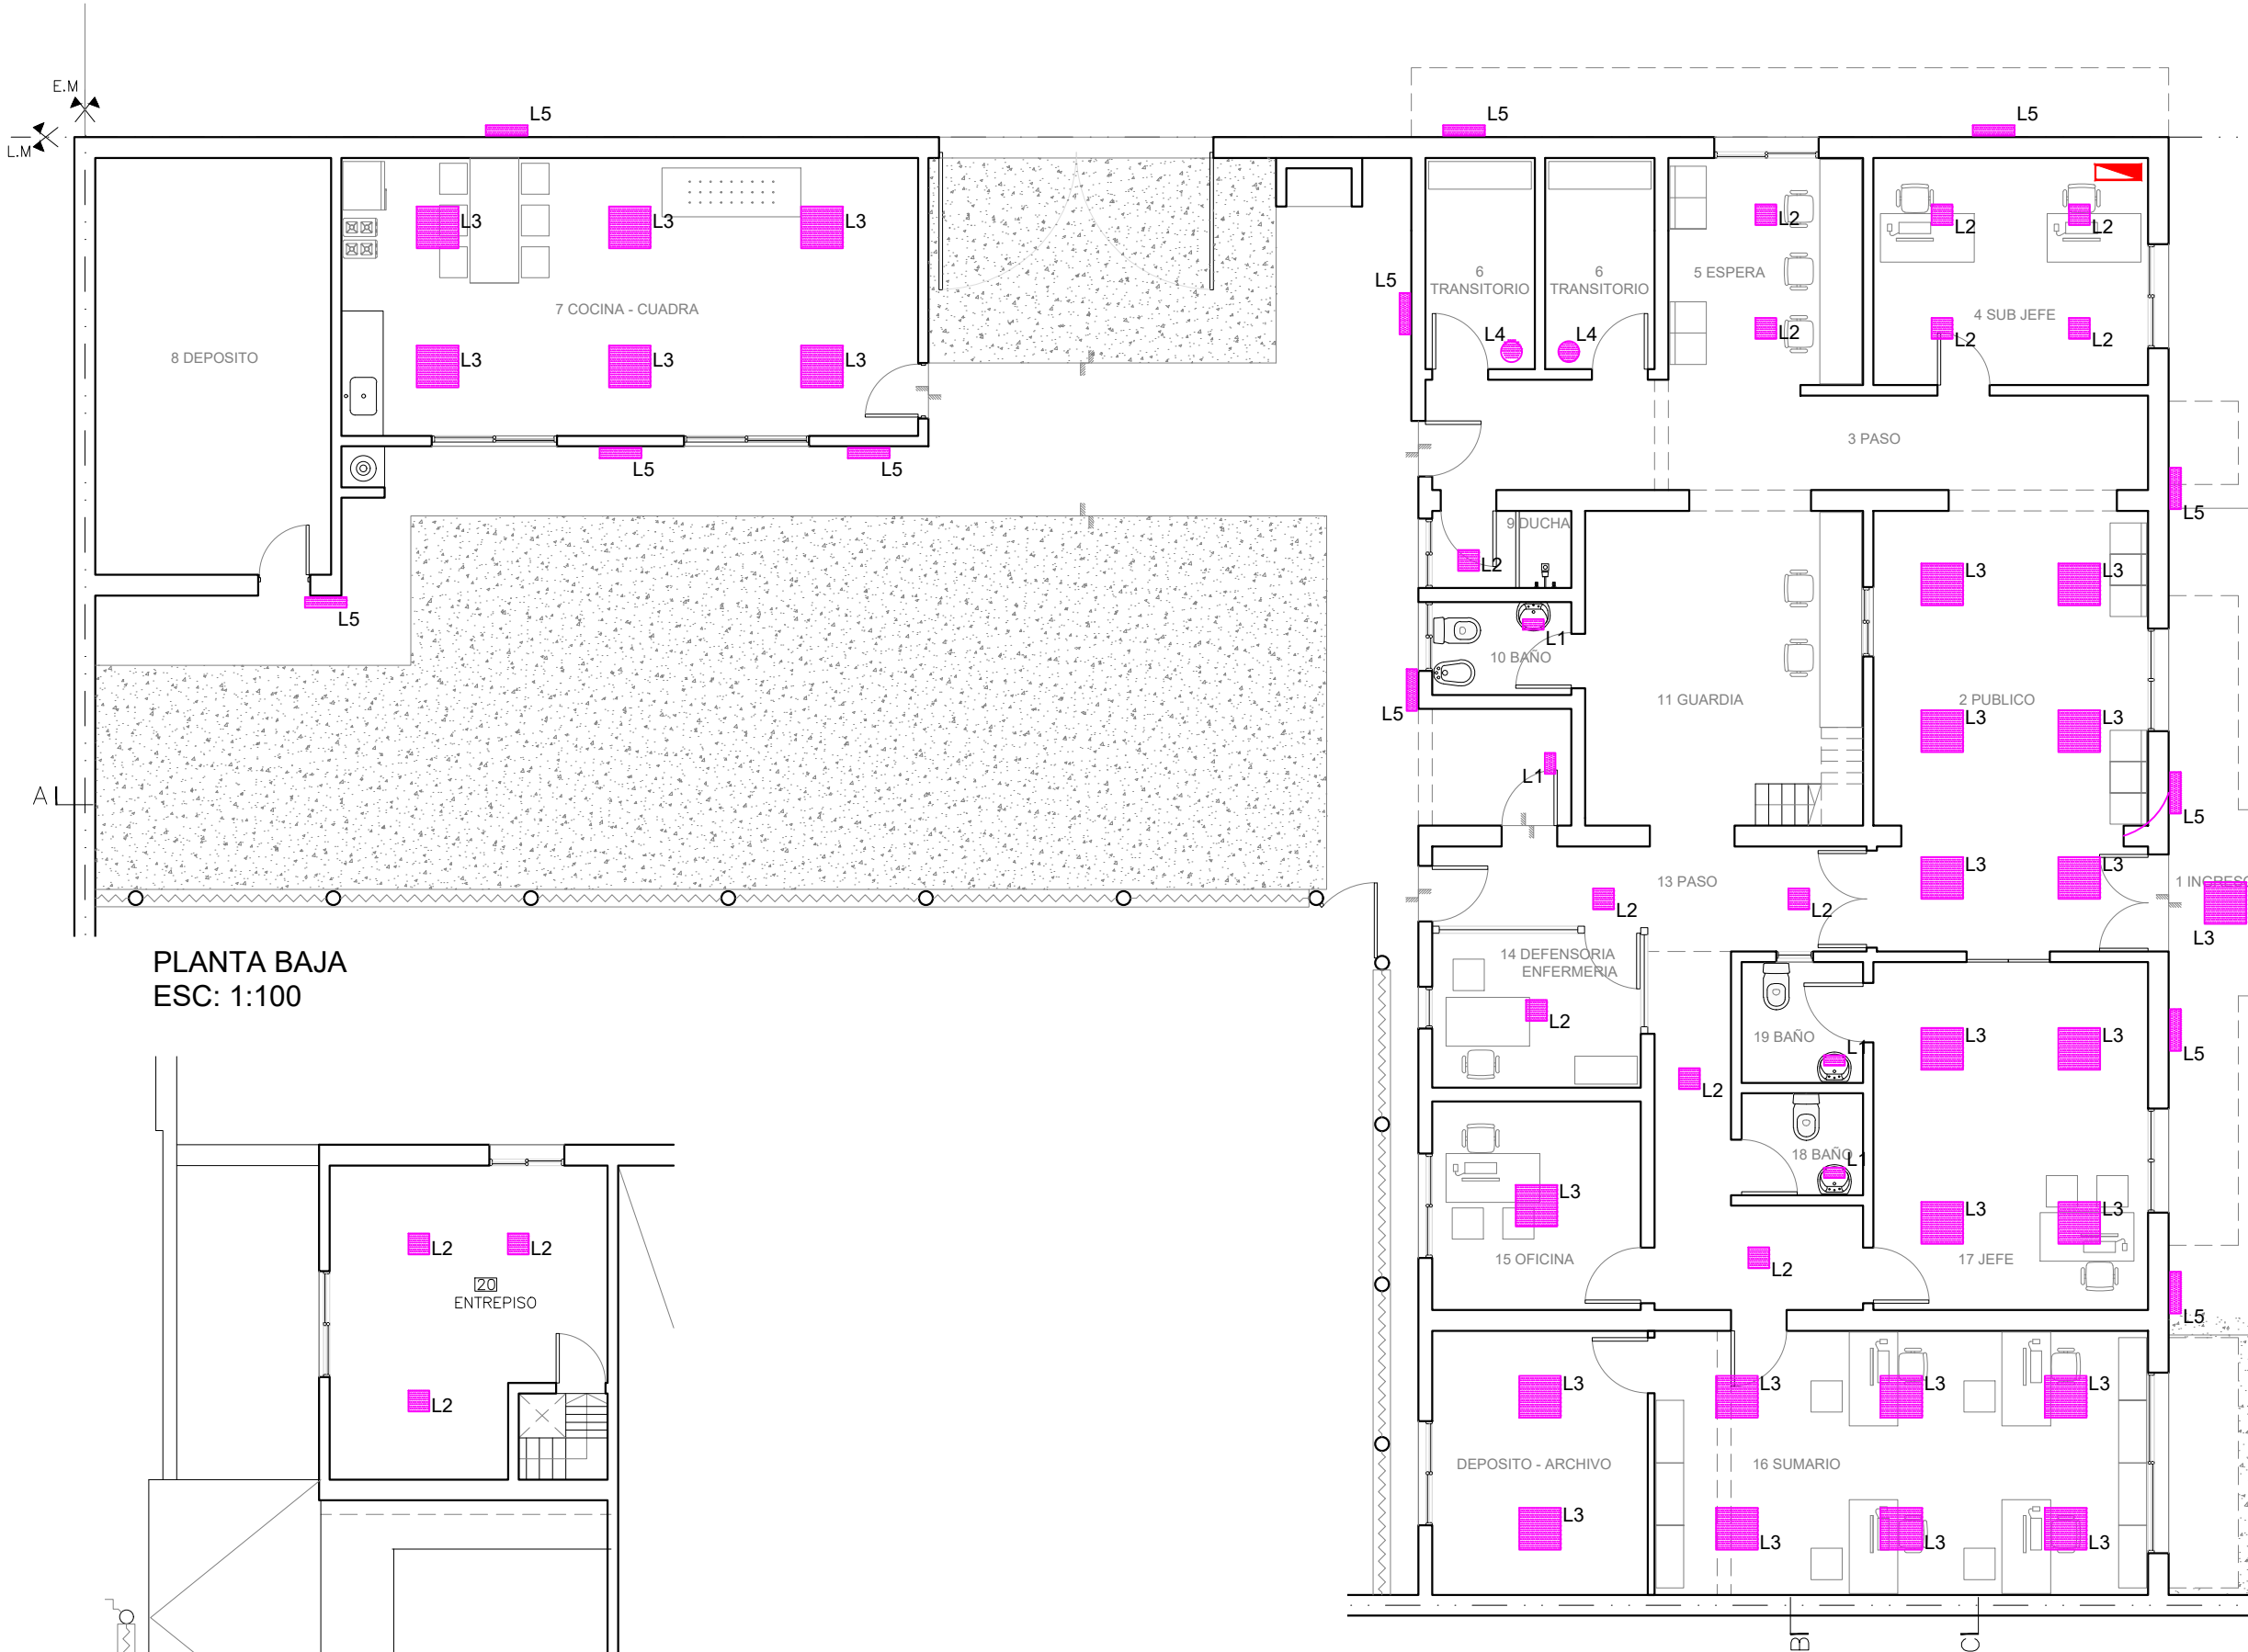 E.M
L.M
L5
L5
L5
L3
L3
L3
L2
L2
L2
7 COCINA - CUADRA
6
TRANSITORIO
6
TRANSITORIO
5 ESPERA
L5
4 SUB JEFE
8 DEPOSITO
L3
L3
L3
L4
L4
L2
L2
L2
3 PASO
L5
L5
L5
9 DUCHA
L2
L3
L3
L5
L1
10 BAÑO
11 GUARDIA
2 PUBLICO
L5
L3
L3
L1
A
L5
13 PASO
L3
L3
1 INGRESO
L2
L2
L3
PLANTA BAJA
ESC: 1:100
14 DEFENSORIA
ENFERMERIA
L2
19 BAÑO
L1
L3
L3
L5
L2
18 BAÑO
L1
L3
L3
L3
15 OFICINA
L2
17 JEFE
L2
L2
20
ENTREPISO
L5
L2
L3
L3
L3
L3
DEPOSITO - ARCHIVO
16 SUMARIO
L3
L3
L3
L3
B
C